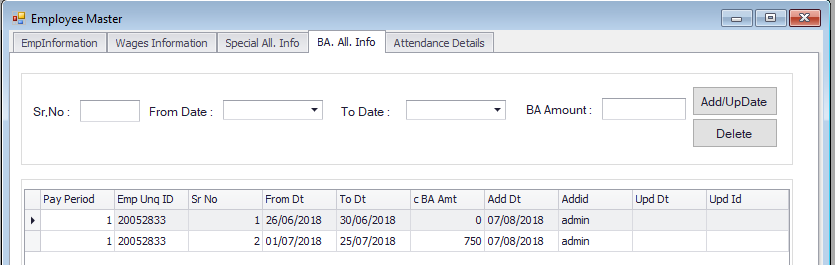 Employee Master
EmpInformation Wages Information Special All. Info BA. All. Info Attendance Details
Sr,No : From Date : To Date : BA Amount : Add/UpDate
Delete
Pay Period Emp Unq ID Sr No From Dt To Dt c BA Amt Add Dt Addid Upd Dt Upd Id
1 20052833 1 26/06/2018 30/06/2018 0 07/08/2018 admin
1 20052833 2 01/07/2018 25/07/2018 750 07/08/2018 admin